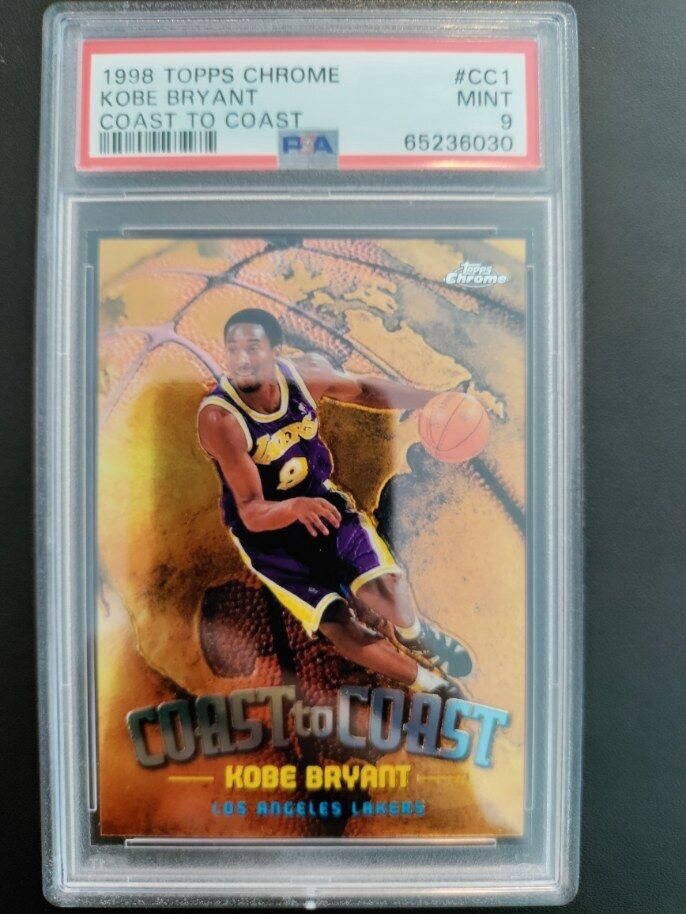 1998 TOPPS CHROME #CC1
KOBE BRYANT MINT
COAST TO COAST 9
PSA 65236030
Topps
Chrome
LAKERS
9
COAST to COAST
KOBE BRYANT
LOS ANGELES LAKERS